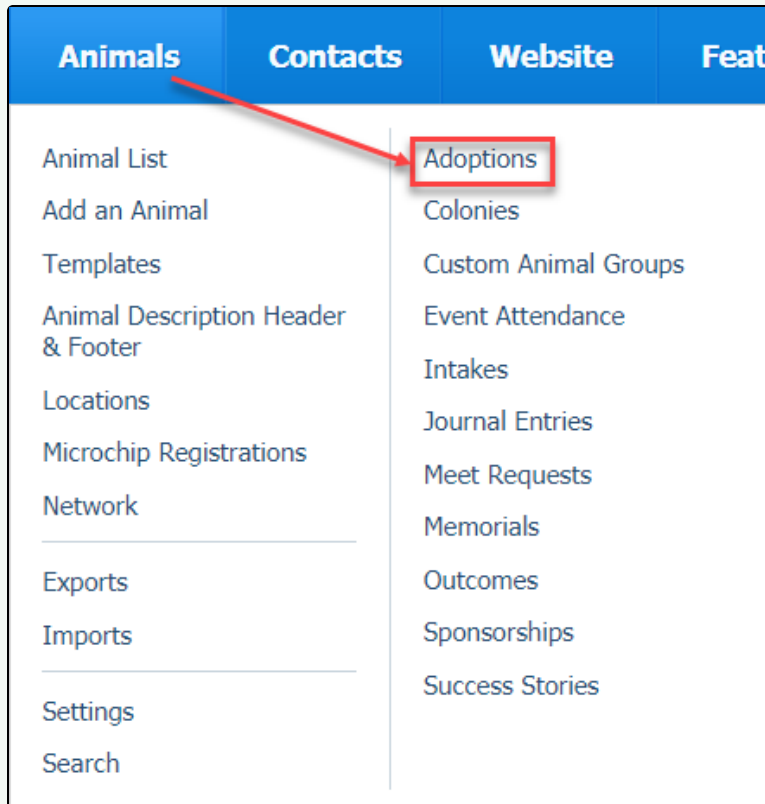 Animals Contacts Website Feat
Animal List
Add an Animal
Templates
Animal Description Header
& Footer
Locations
Microchip Registrations
Network
Exports
Imports
Settings
Search
Adoptions
Colonies
Custom Animal Groups
Event Attendance
Intakes
Journal Entries
Meet Requests
Memorials
Outcomes
Sponsorships
Success Stories